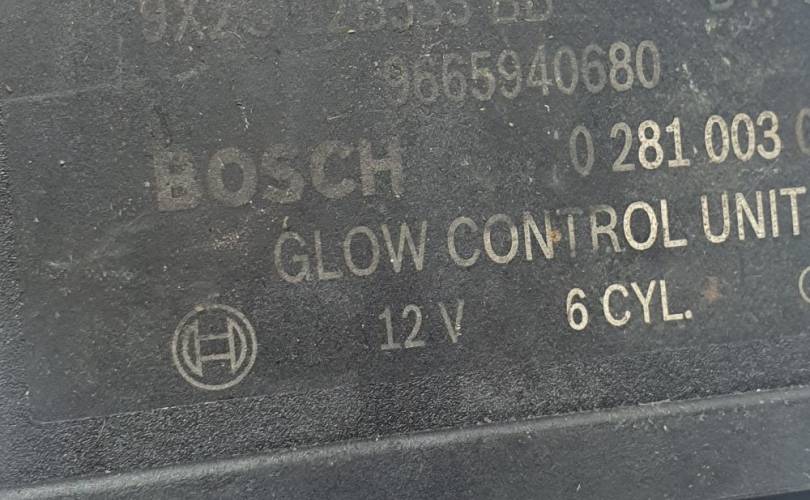 9665940680
BOSCH 0 281 003
GLOW CONTROL UNIT
12 V 6 CYL.